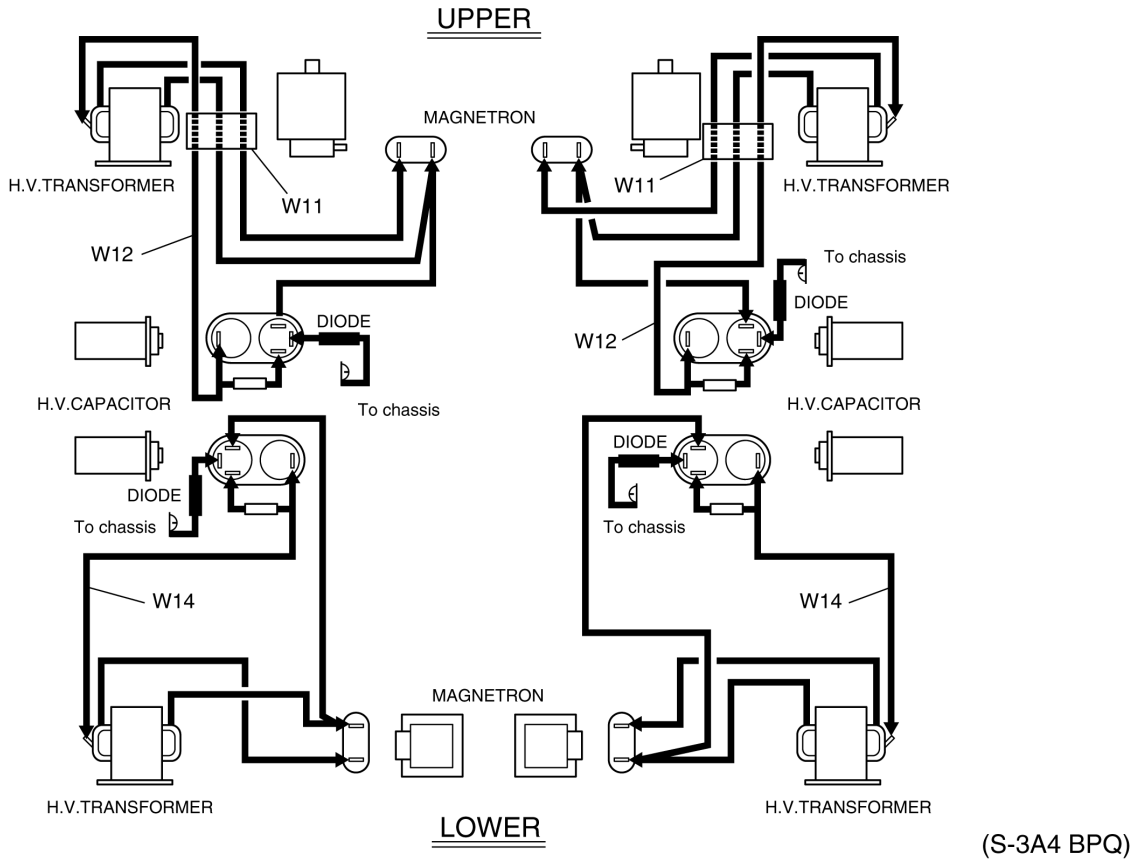 UPPER
MAGNETRON
H.V.TRANSFORMER
W11
W11
H.V.TRANSFORMER
W12
To chassis
DIODE
DIODE
W12
H.V.CAPACITOR
To chassis
H.V.CAPACITOR
DIODE
DIODE
To chassis
To chassis
W14
W14
MAGNETRON
H.V.TRANSFORMER
H.V.TRANSFORMER
LOWER
(S-3A4 BPQ)